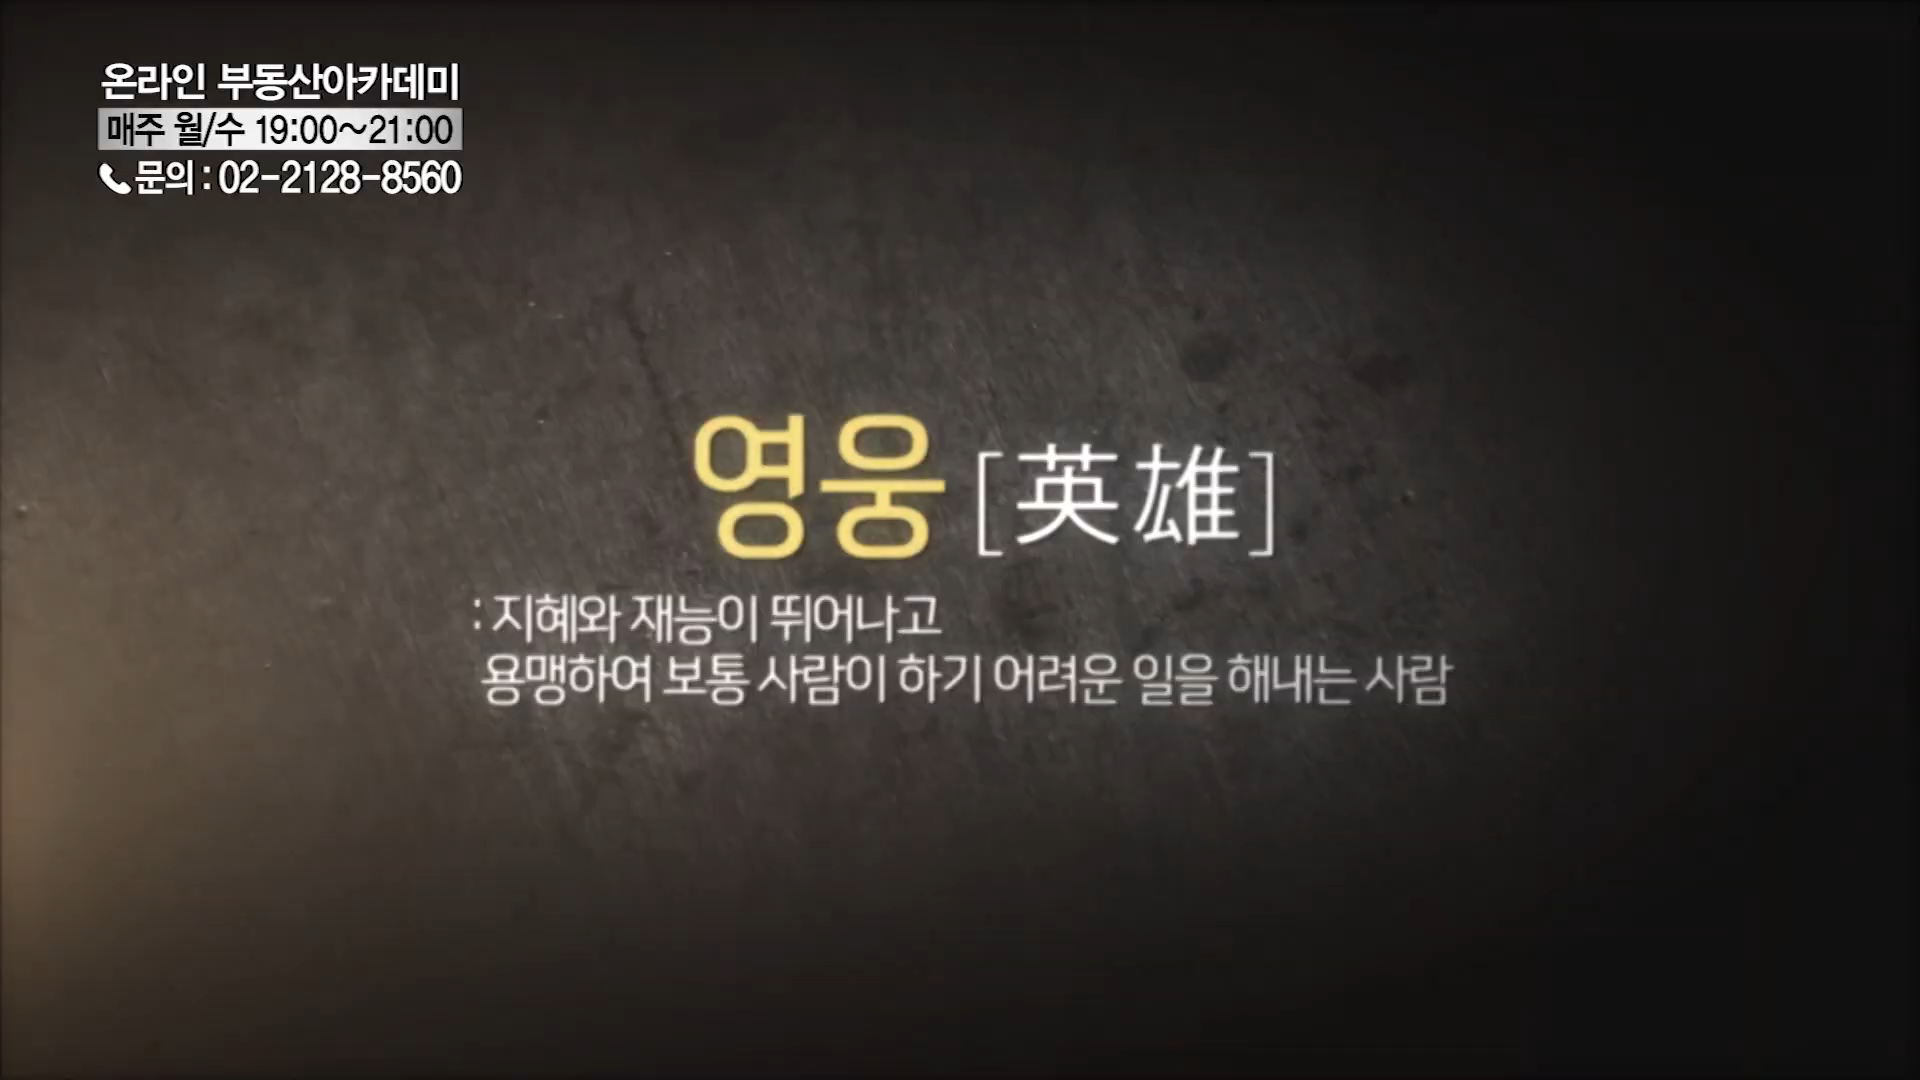 온라인 부동산아카데미
매주 월/수 19:00~21:00
문의 : 02-2128-8560
영웅 [英雄]
: 지혜와 재능이 뛰어나고
용맹하여 보통 사람이 하기 어려운 일을 해내는 사람